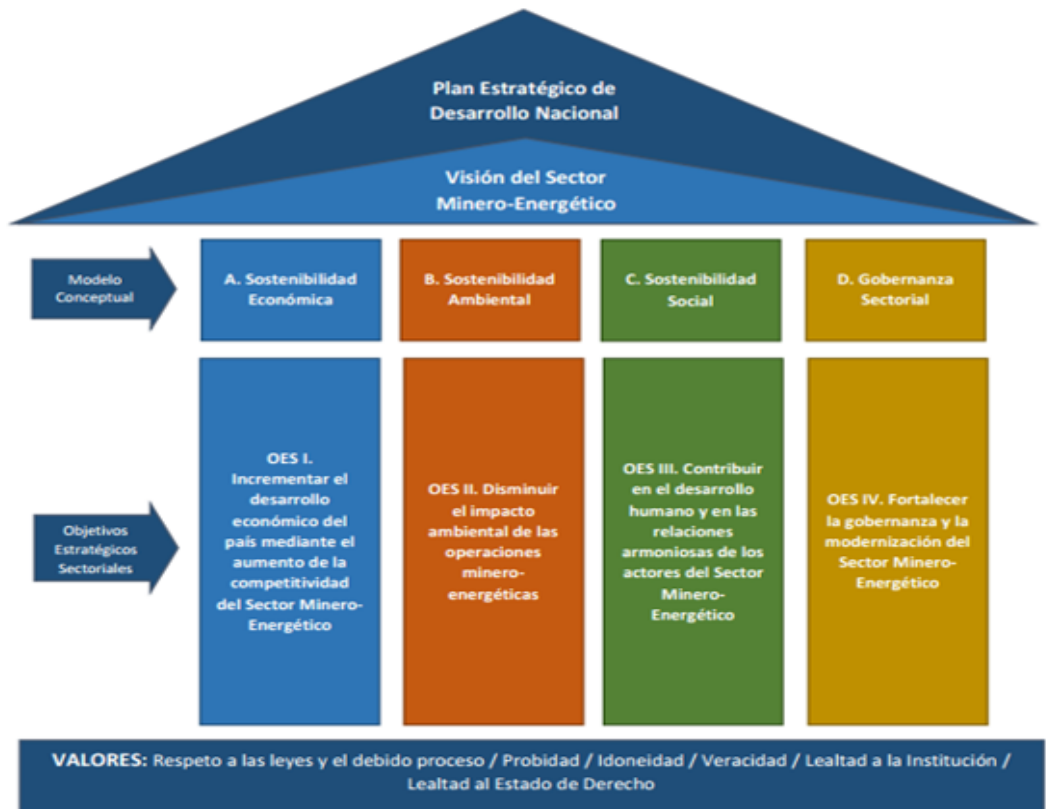 Plan Estratégico de
Desarrollo Nacional
Visión del Sector
Minero-Energético
Modelo
Conceptual
A. Sostenibilidad
Económica
B. Sostenibilidad
Ambiental
C. Sostenibilidad
Social
D. Gobernanza
Sectorial
Objetivos
Estratégicos
Sectoriales
OES I.
Incrementar el
desarrollo
económico del
país mediante el
aumento de la
competitividad
del Sector Minero-
Energético
OES II. Disminuir
el impacto
ambiental de las
operaciones
minero-
energéticas
OES III. Contribuir
en el desarrollo
humano y en las
relaciones
armoniosas de los
actores del Sector
Minero-
Energético
OES IV. Fortalecer
la gobernanza y la
modernización del
Sector Minero-
Energético
VALORES: Respeto a las leyes y el debido proceso / Probidad / Idoneidad / Veracidad / Lealtad a la Institución /
Lealtad al Estado de Derecho